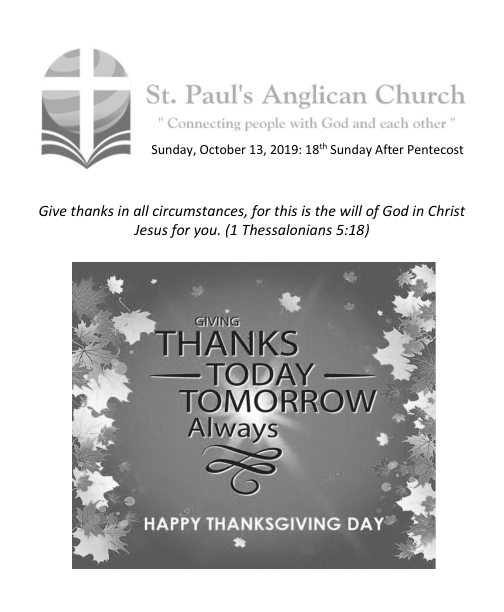 St. Paul's Anglican Church
" Connecting people with God and each other "
Sunday, October 13, 2019: 18th Sunday After Pentecost
Give thanks in all circumstances, for this is the will of God in Christ
Jesus for you. (1 Thessalonians 5:18)
GIVING
THANKS
TODAY
TOMORROW
Always
HAPPY THANKSGIVING DAY